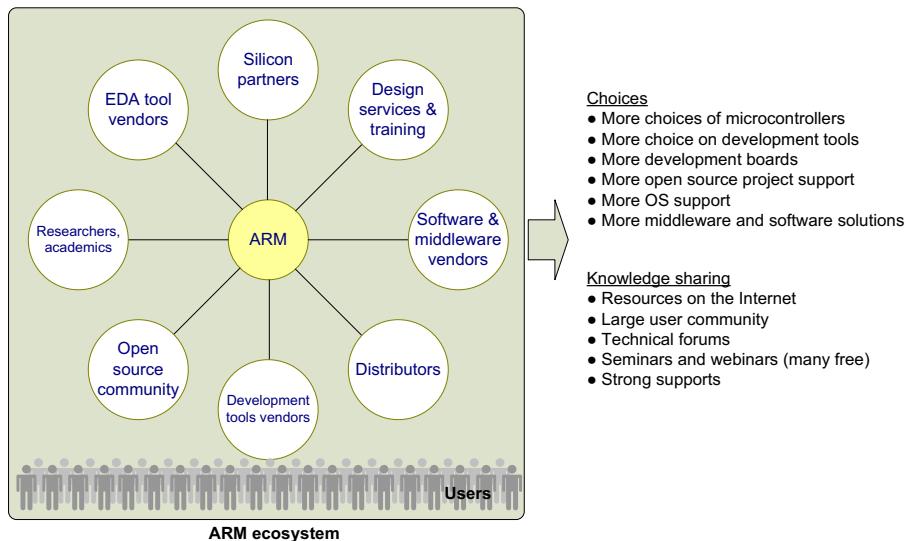 Silicon
partners
EDA tool
vendors
Design
services &
training
Researchers,
academics
ARM
Software &
middleware
vendors
Open
source
community
Development
tools vendors
Distributors
Users
ARM ecosystem
Choices
● More choices of microcontrollers
● More choice on development tools
● More development boards
● More open source project support
● More OS support
● More middleware and software solutions
Knowledge sharing
● Resources on the Internet
● Large user community
● Technical forums
● Seminars and webinars (many free)
● Strong supports